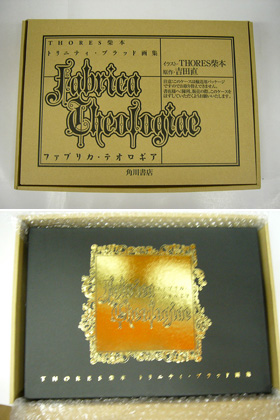 THORES柴本
トリニティ・ブラッド画集
Fabrica
Theologiae
ファブリカ・テオロギア
イラスト THORES柴本
原作 吉田直
角川書店
Fabrica
Theologiae
THORES柴本 トリニティ・ブラッド画集